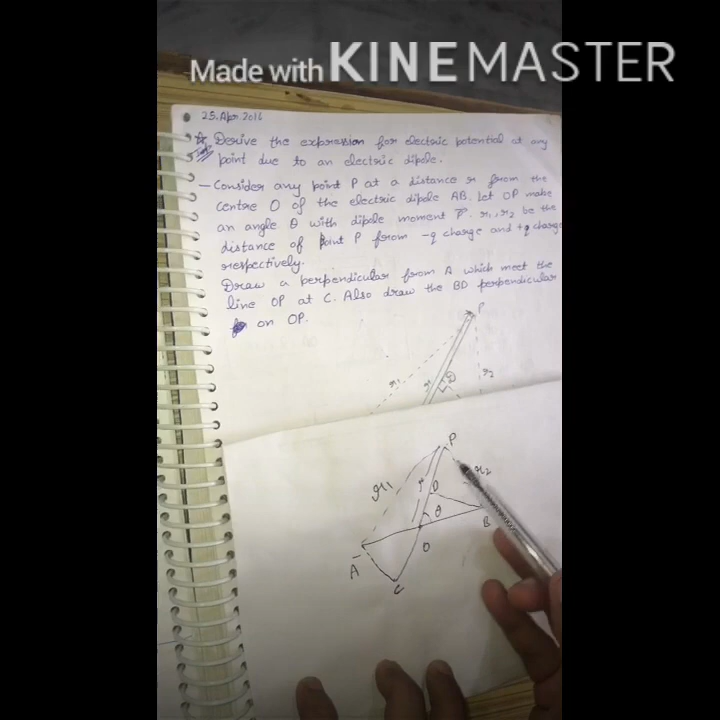 Made with KINEMASTER
25.Apr.2016
Derive the expression for electric potential at any
point due to an electric dipole.
— Consider any point P at a distance r from the
centre O of the electric dipole AB. Let OP make
an angle θ with dipole moment P. r1, r2 be the
distance of point P from -q charge and +q charge
respectively.
Draw a perpendicular from A which meet the
line OP at C. Also draw the BD perpendicular
on OP.
P
r1
r
D
r2
P
r1
r
r2
D
θ
B
O
A
C